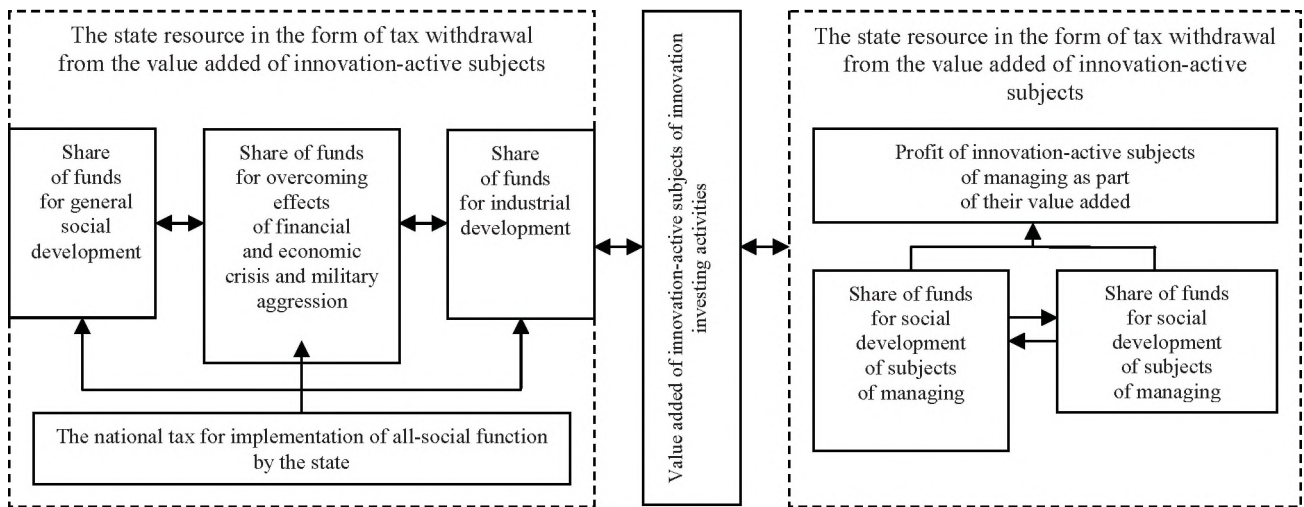 The state resource in the form of tax withdrawal
from the value added of innovation-active subjects
Share
of funds
for general
social
development
Share of funds
for overcoming
effects
of financial
and economic
crisis and military
aggression
Share
of funds
for industrial
development
The national tax for implementation of all-social function
by the state
Value added of innovation-active subjects of innovation
investing activities
The state resource in the form of tax withdrawal
from the value added of innovation-active
subjects
Profit of innovation-active subjects
of managing as part
of their value added
Share of funds
for social
development
of subjects
of managing
Share of funds
for social
development
of subjects
of managing